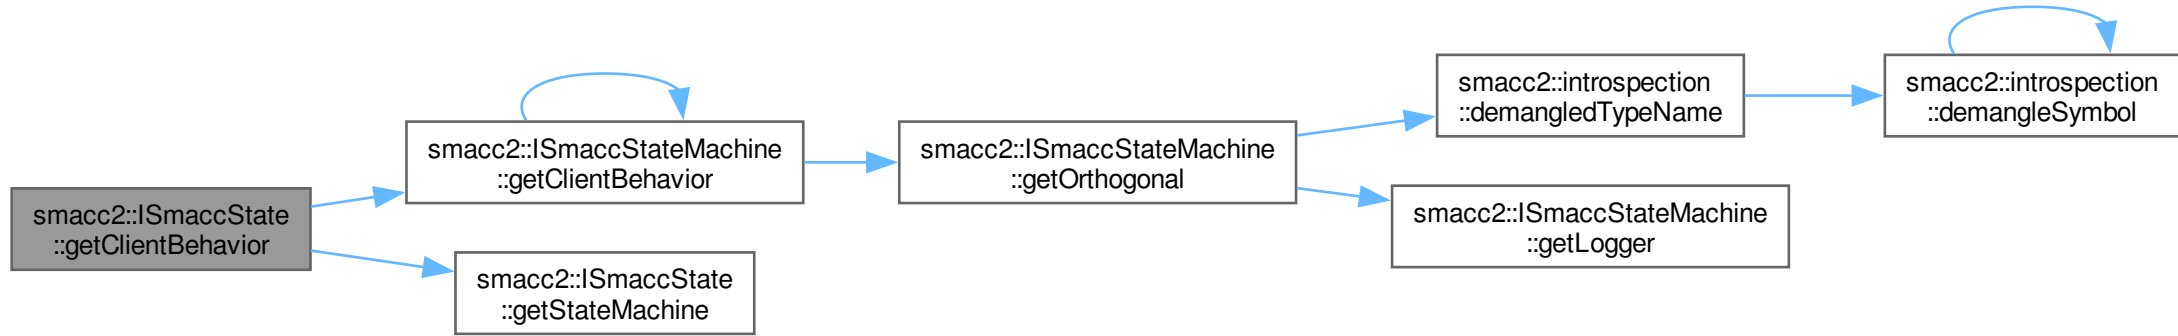 smacc2::ISmaccState
::getClientBehavior
smacc2::ISmaccStateMachine
::getClientBehavior
smacc2::ISmaccState
::getStateMachine
smacc2::ISmaccStateMachine
::getOrthogonal
smacc2::introspection
::demangledTypeName
smacc2::ISmaccStateMachine
::getLogger
smacc2::introspection
::demangleSymbol